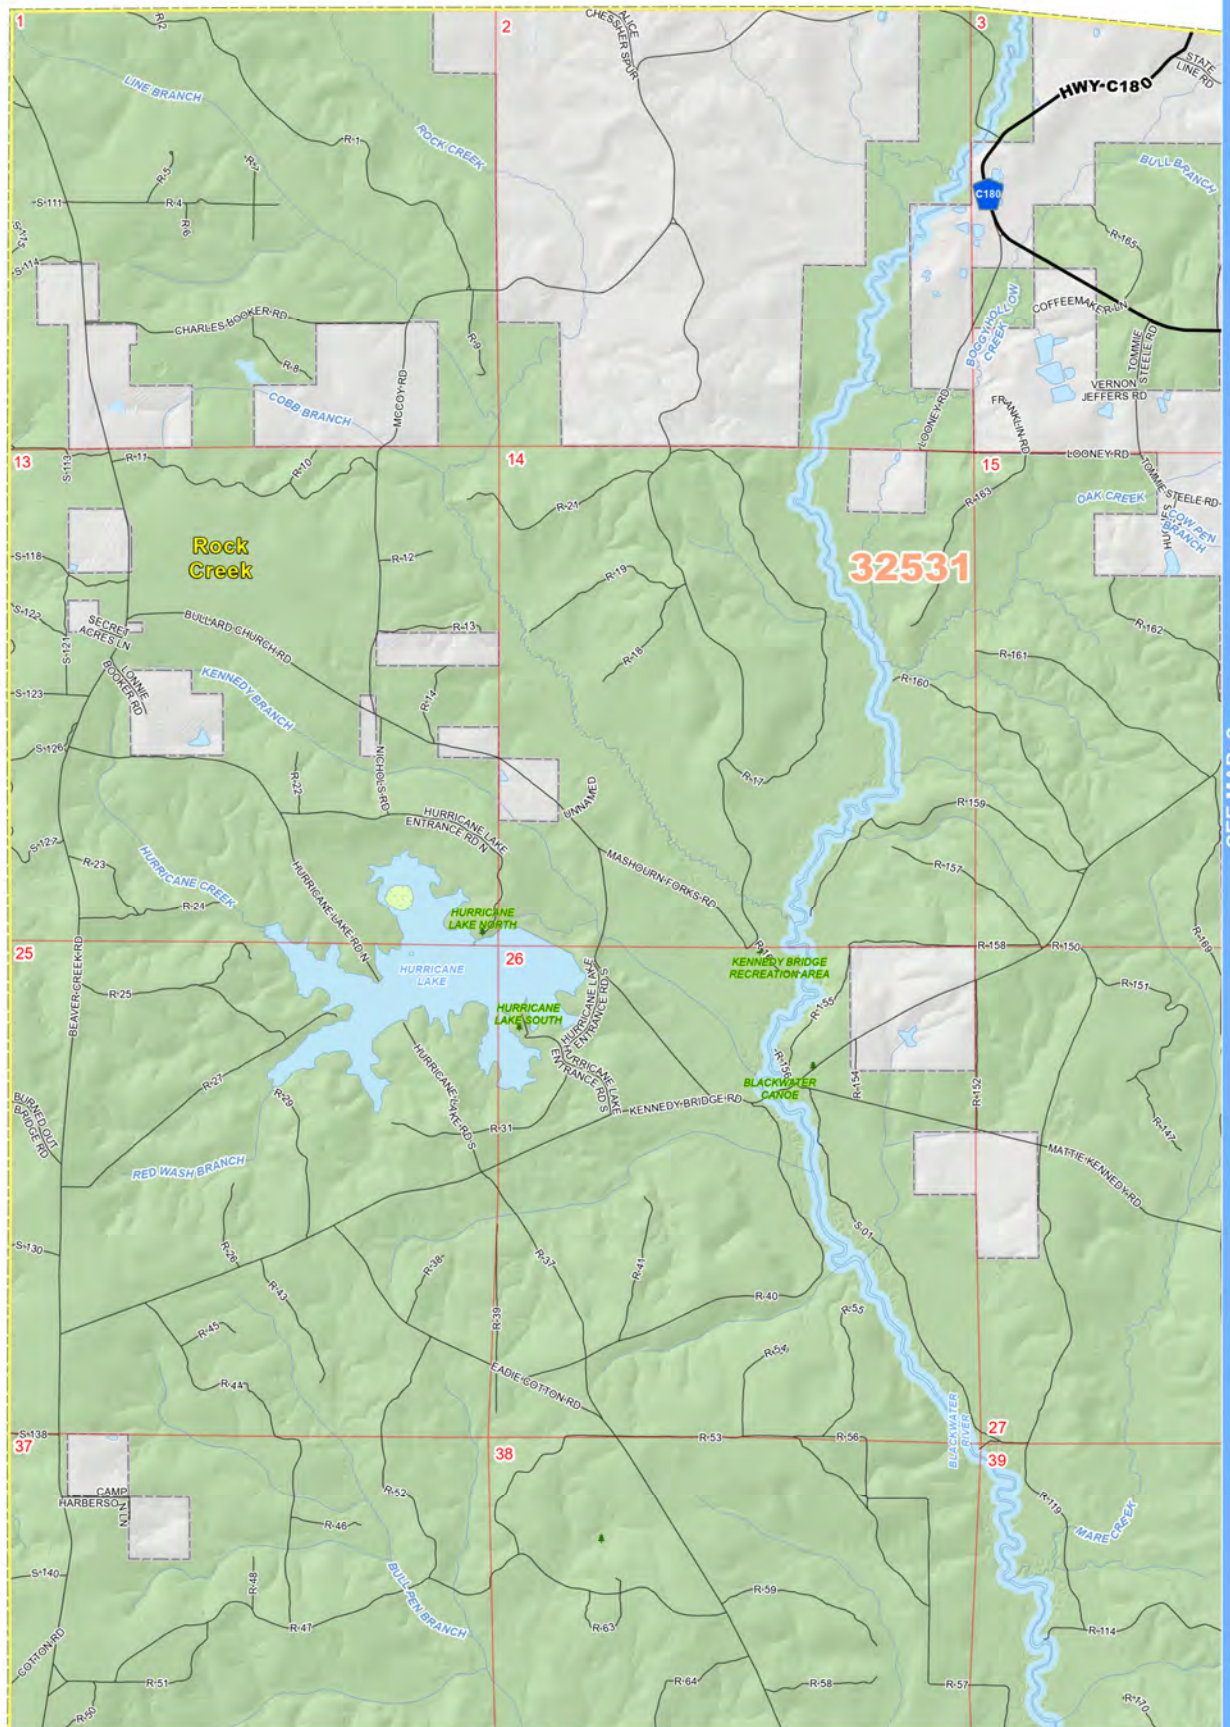 1
2
3
R-2
ALICE
CHESSHER SPUR
STATE
LINE RD
LINE BRANCH
HWY-C180
R-1
ROCK CREEK
R-5
R-7
BULL BRANCH
C180
S-111
R-4
R-6
S-115
R-165
S-114
BOGGY HOLLOW
CREEK
COFFEEMAKER LN
CHARLES BOOKER RD
R-9
TOMMIE
STEELE RD
R-8
MCCOY RD
VERNON
JEFFERS RD
COBB BRANCH
LOONEY RD
FRANKLIN RD
13
14
15
S-113
R-11
R-10
LOONEY RD
TOMMIE STEELE RD
R-21
R-163
OAK CREEK
COW PEN
BRANCH
Rock
Creek
S-118
R-12
32531
R-19
S-122
SECRET
ACRES LN
BULLARD CHURCH RD
R-13
R-162
S-121
R-18
R-161
LONNIE
BOOKER RD
KENNEDY BRANCH
R-14
R-160
S-123
S-126
NICHOLS RD
R-22
R-17
UNNAMED
R-159
HURRICANE LAKE
ENTRANCE RD N
S-127
R-23
HURRICANE CREEK
MASHOURN-FORKS RD
R-157
R-24
HURRICANE-LAKE-RD-N
HURRICANE
LAKE NORTH
R-169
25
26
R-16
R-158
R-150
BEAVER-CREEK-RD
HURRICANE
LAKE
KENNEDY BRIDGE
RECREATION AREA
R-25
R-151
HURRICANE
LAKE SOUTH
HURRICANE LAKE
ENTRANCE RD S
R-155
HURRICANE LAKE
ENTRANCE RD S
R-27
HURRICANE-LAKE-RD-S
R-156
R-154
R-152
BLACKWATER
CANOE
R-29
BURNED OUT
BRIDGE RD
KENNEDY-BRIDGE-RD
R-31
R-147
RED WASH BRANCH
MATTIE-KENNEDY-RD
S-130
R-26
S-01
R-37
R-38
R-41
R-43
R-40
R-39
R-55
R-45
R-54
R-44
EADIE-COTTON-RD
BLACKWATER
RIVER
27
S-138
37
38
39
R-53
R-56
CAMP
HARBERSO
N LN
R-52
R-119
R-46
MARE CREEK
S-140
R-48
BULL PEN BRANCH
R-59
R-47
R-63
R-114
COTTON RD
R-51
R-64
R-58
R-57
R-50
R-170